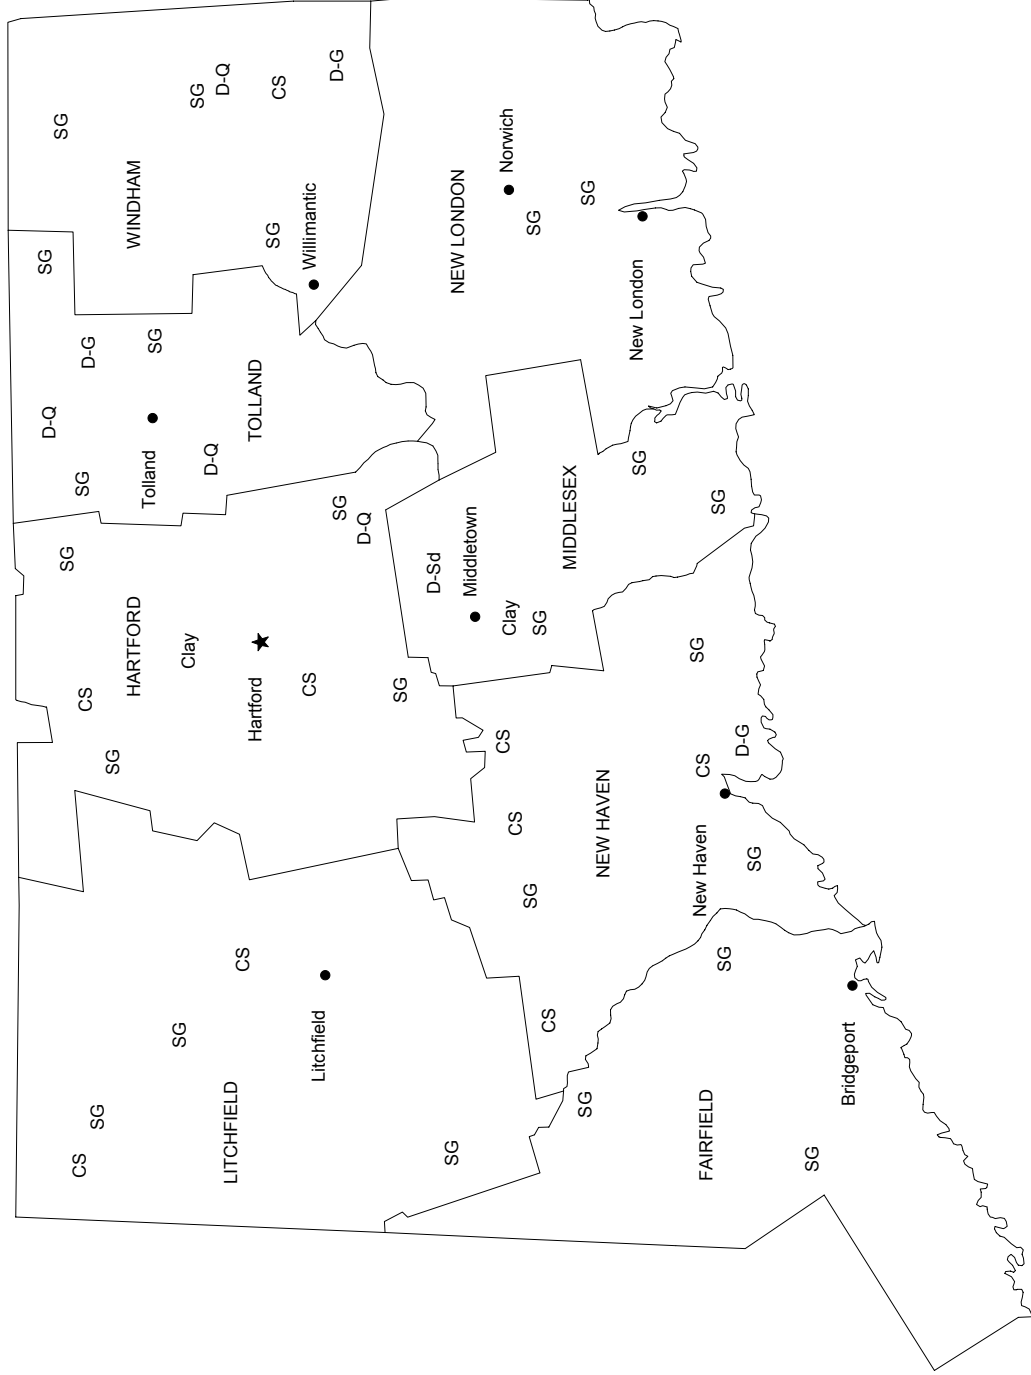 D-Q
SG
SG
SG
CS
SG
CS
D-G
SG
SG
HARTFORD
WINDHAM
Tolland
SG
SG
Clay
SG
D-Q
D-Q
LITCHFIELD
CS
Hartford
TOLLAND
SG
CS
CS
Willimantic
Litchfield
D-G
SG
D-Q
SG
D-Sd
SG
NEW LONDON
Middletown
CS
Norwich
Clay
CS
SG
SG
SG
CS
MIDDLESEX
SG
SG
NEW HAVEN
New London
SG
SG
New Haven
CS
FAIRFIELD
SG
SG
D-G
SG
SG
Bridgeport